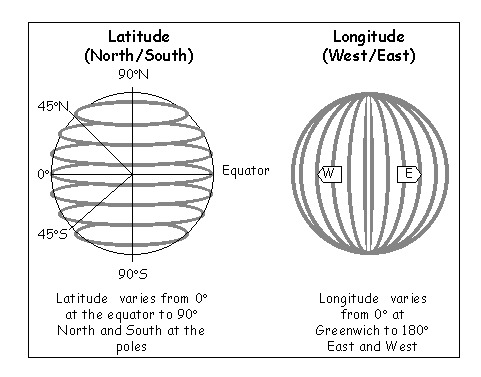 Latitude
(North/South)
90°N
45°N
0°
Equator
45°S
90°S
Latitude varies from 0°
at the equator to 90°
North and South at the
poles
Longitude
(West/East)
W
E
Longitude varies
from 0° at
Greenwich to 180°
East and West